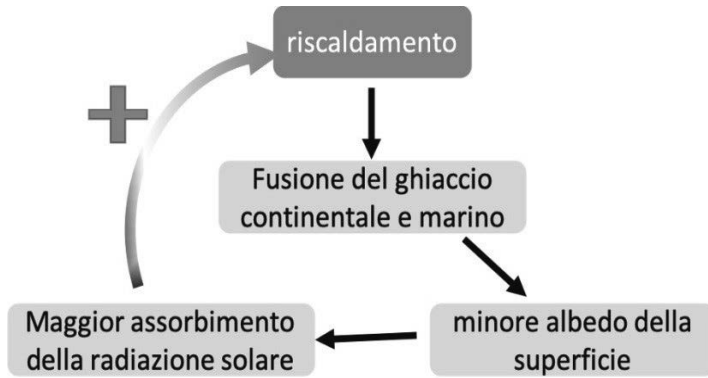 riscaldamento
+
Fusione del ghiaccio
continentale e marino
minore albedo della
superficie
Maggior assorbimento
della radiazione solare